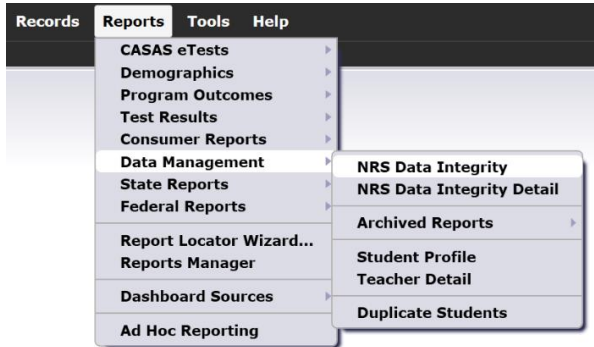 Records Reports Tools Help
CASAS eTests
Demographics
Program Outcomes
Test Results
Consumer Reports
Data Management
State Reports
Federal Reports
Report Locator Wizard...
Reports Manager
Dashboard Sources
Ad Hoc Reporting
NRS Data Integrity
NRS Data Integrity Detail
Archived Reports
Student Profile
Teacher Detail
Duplicate Students